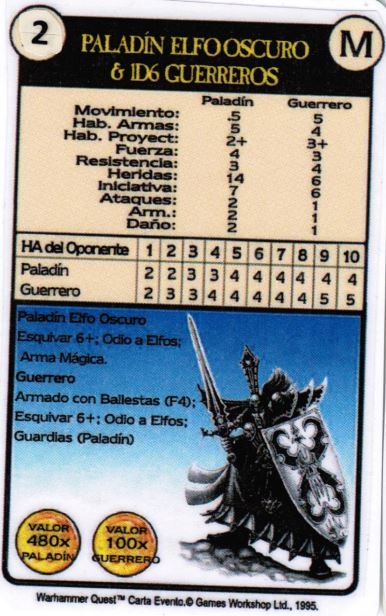 2
M
PALADÍN ELFO OSCURO
& 1D6 GUERREROS
Paladín Guerrero
Movimiento: 5 5
Hab. Armas: 5 4
Hab. Proyect: 2+ 3+
Fuerza: 4 3
Resistencia: 3 4
Heridas: 14 6
Iniciativa: 7 6
Ataques: 2 1
Arm.: 2 1
Daño: 2 1
HA del Oponente 1 2 3 4 5 6 7 8 9 10
Paladín 2 2 3 3 4 4 4 4 4 4
Guerrero 2 3 3 4 4 4 4 4 5 5
Paladín Elfo Oscuro
Esquivar 6+; Odio a Elfos;
Arma Mágica.
Guerrero
Armado con Ballestas (F4);
Esquivar 6+; Odio a Elfos;
Guardias (Paladín)
VALOR
480x
PALADÍN
VALOR
100x
GUERRERO
Warhammer Quest™ Carta Evento.© Games Workshop Ltd., 1995.